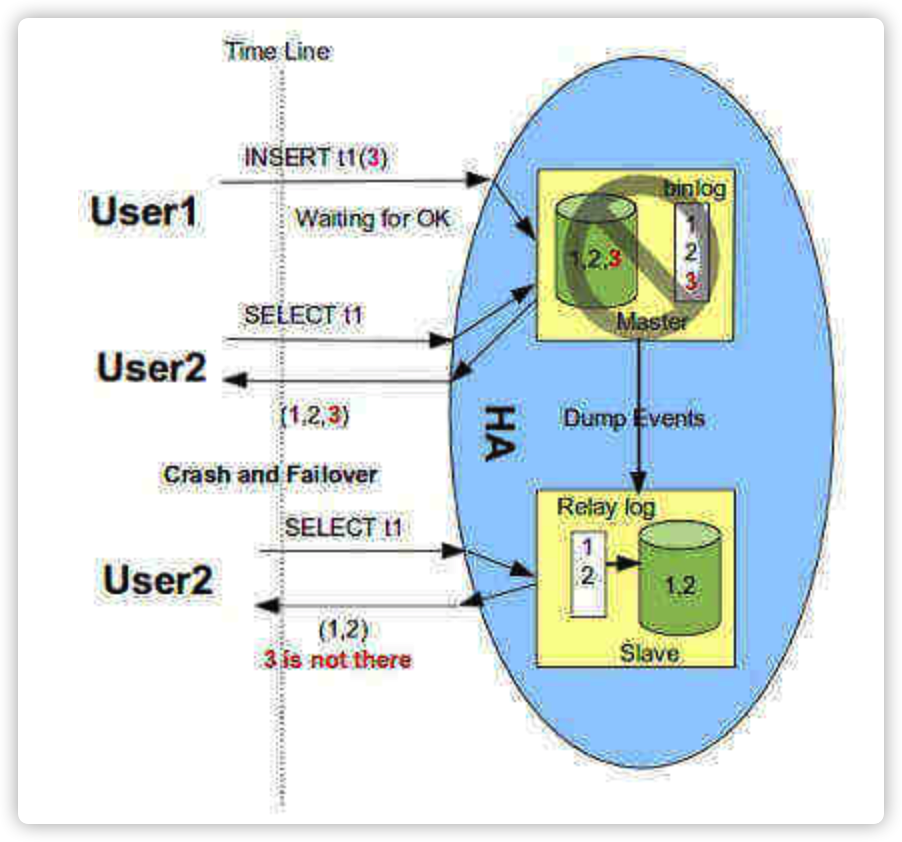 Time Line
INSERT t1(3)
User1
Waiting for OK
binlog
1,2,3
1
2
3
Master
SELECT t1
User2
(1,2,3)
HA
Dump Events
Crash and Failover
SELECT t1
Relay log
1
2
1,2
User2
(1,2)
3 is not there
Slave